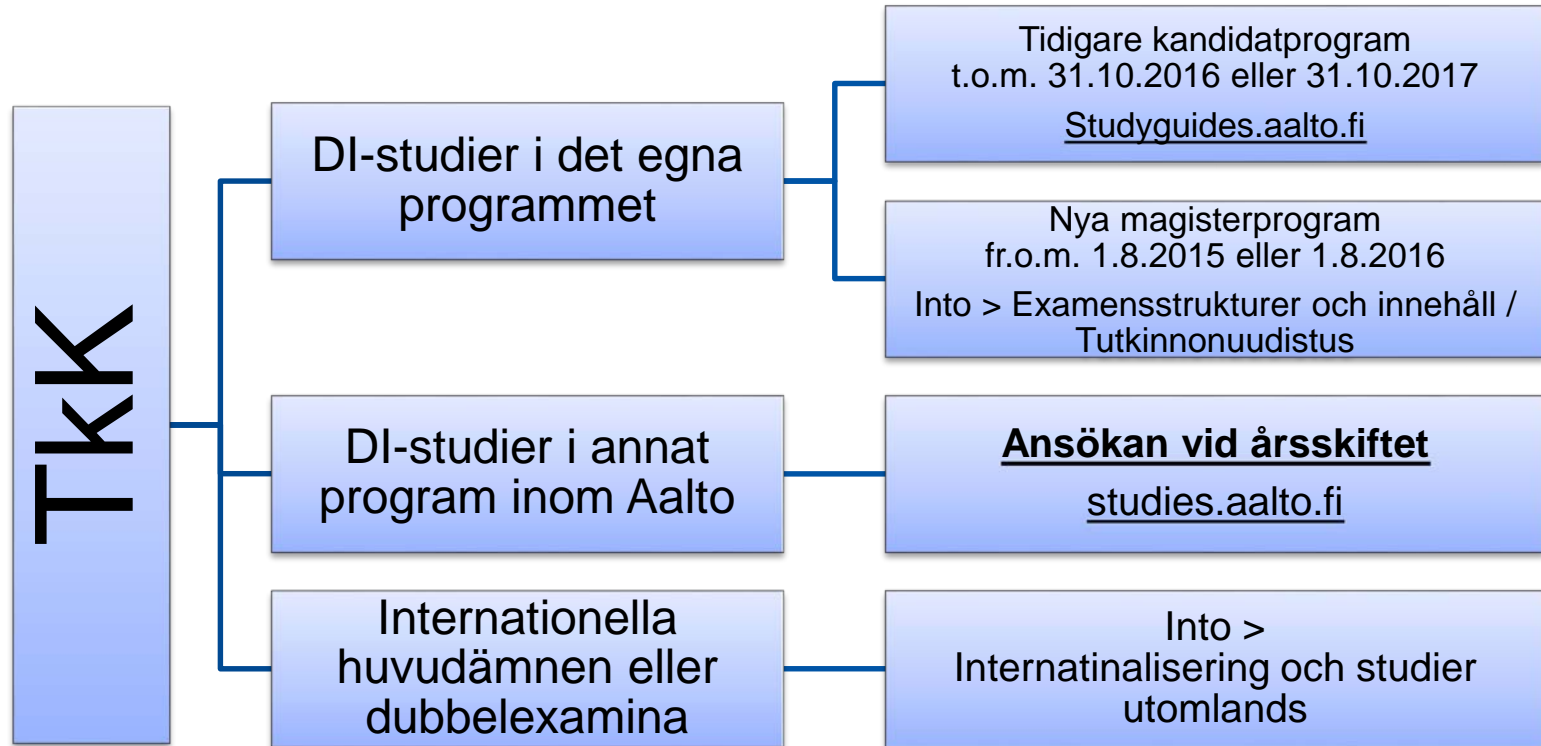 TkK
DI-studier i det egna
programmet
Tidigare kandidatprogram
t.o.m. 31.10.2016 eller 31.10.2017
Studyguides.aalto.fi
Nya magisterprogram
fr.o.m. 1.8.2015 eller 1.8.2016
Into > Examensstrukturer och innehåll /
Tutkinnonuudistus
DI-studier i annat
program inom Aalto
Ansökan vid årsskiftet
studies.aalto.fi
Internationella
huvudämnen eller
dubbelexamina
Into >
Internatinalisering och studier
utomlands